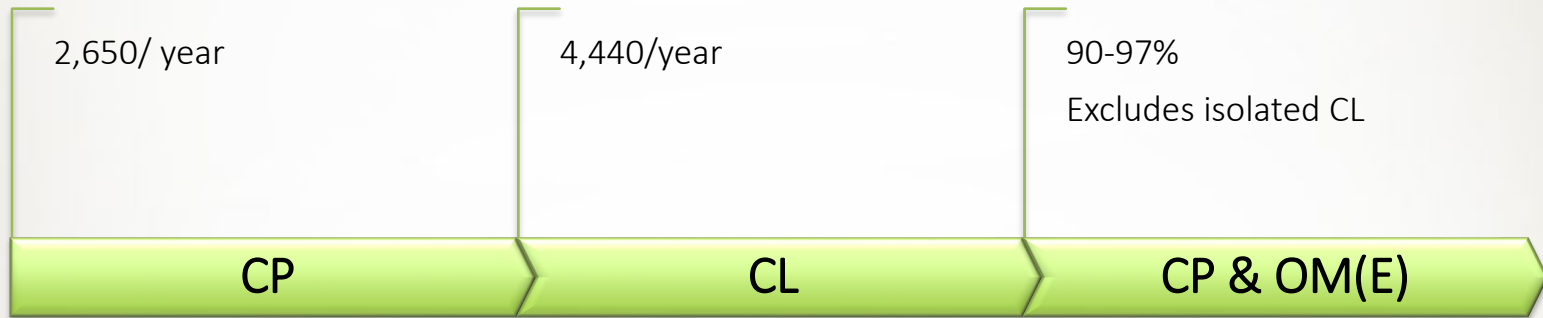 2,650/ year
4,440/year
90-97%
Excludes isolated CL
CP
CL
CP & OM(E)